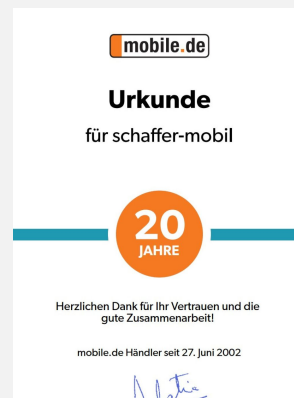 mobile.de
Urkunde
für schaffer-mobil
20
JAHRE
Herzlichen Dank für Ihr Vertrauen und die
gute Zusammenarbeit!
mobile.de Händler seit 27. Juni 2002